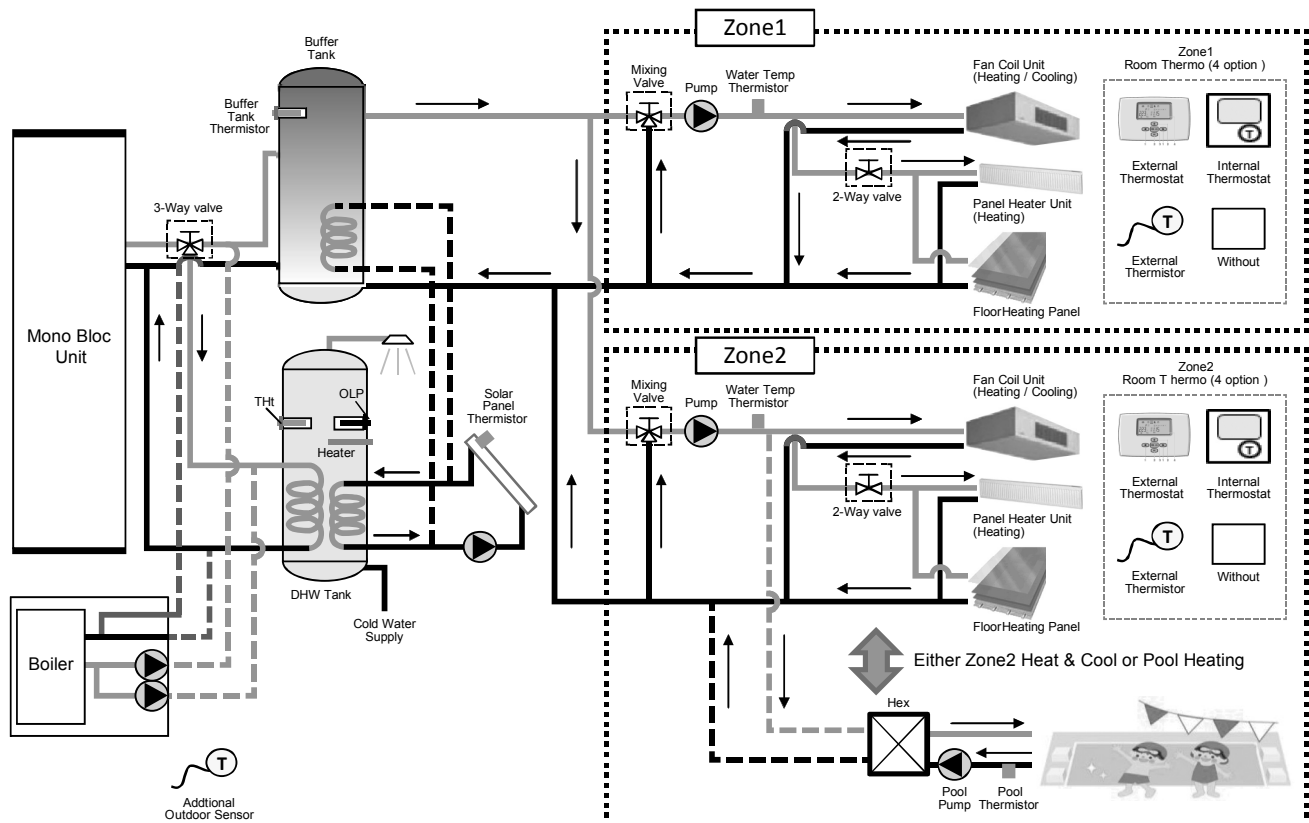 Zone1
Buffer
Tank
Buffer
Tank
Thermistor
Mixing
Valve
Pump
Water Temp
Thermistor
Fan Coil Unit
(Heating / Cooling)
Zone1
Room Thermo (4 option )
External
Thermostat
T
Internal
Thermostat
2-Way valve
Panel Heater Unit
(Heating)
T
External
Thermistor
Without
FloorHeating Panel
3-Way valve
Mono Bloc
Unit
THt
OLP
Heater
Solar
Panel
Thermistor
DHW Tank
Cold Water
Supply
Boiler
T
Addtional
Outdoor Sensor
Zone2
Mixing
Valve
Pump
Water Temp
Thermistor
Fan Coil Unit
(Heating / Cooling)
Zone2
Room T hermo (4 option )
External
Thermostat
T
Internal
Thermostat
2-Way valve
Panel Heater Unit
(Heating)
T
External
Thermistor
Without
FloorHeating Panel
Either Zone2 Heat & Cool or Pool Heating
Hex
Pool
Pump
Pool
Thermistor